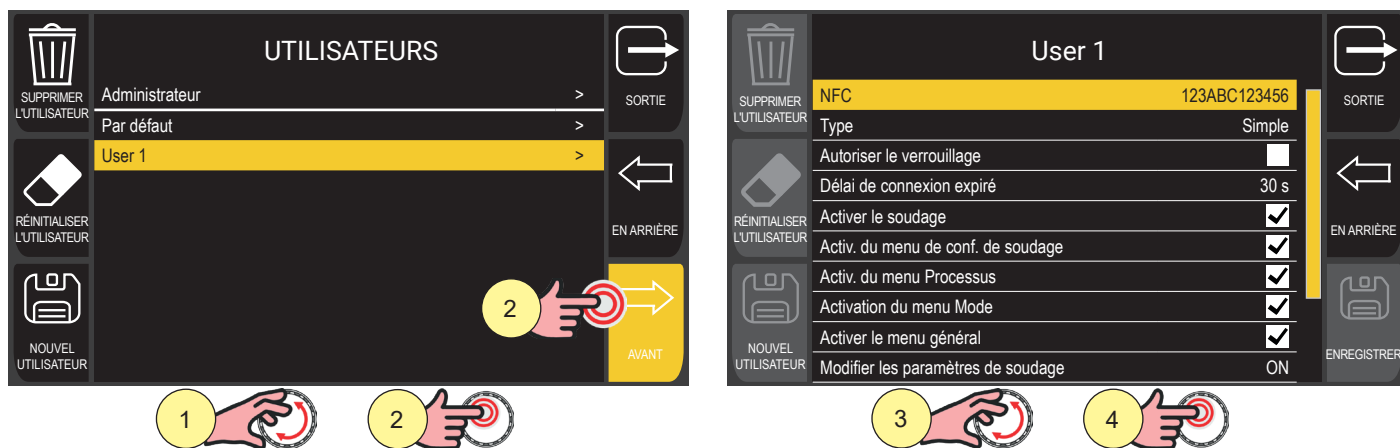 UTILISATEURS
SUPPRIMER
L'UTILISATEUR
Administrateur >
SORTIE
Par défaut >
User 1 >
RÉINITIALISER
L'UTILISATEUR
EN ARRIÈRE
2
NOUVEL
UTILISATEUR
AVANT
1
2
User 1
SUPPRIMER
L'UTILISATEUR
NFC 123ABC123456
SORTIE
Type Simple
Autoriser le verrouillage
Délai de connexion expiré 30 s
RÉINITIALISER
L'UTILISATEUR
Activer le soudage
EN ARRIÈRE
Activ. du menu de conf. de soudage
Activ. du menu Processus
Activation du menu Mode
Activer le menu général
NOUVEL
UTILISATEUR
ENREGISTRER
Modifier les paramètres de soudage ON
3
4